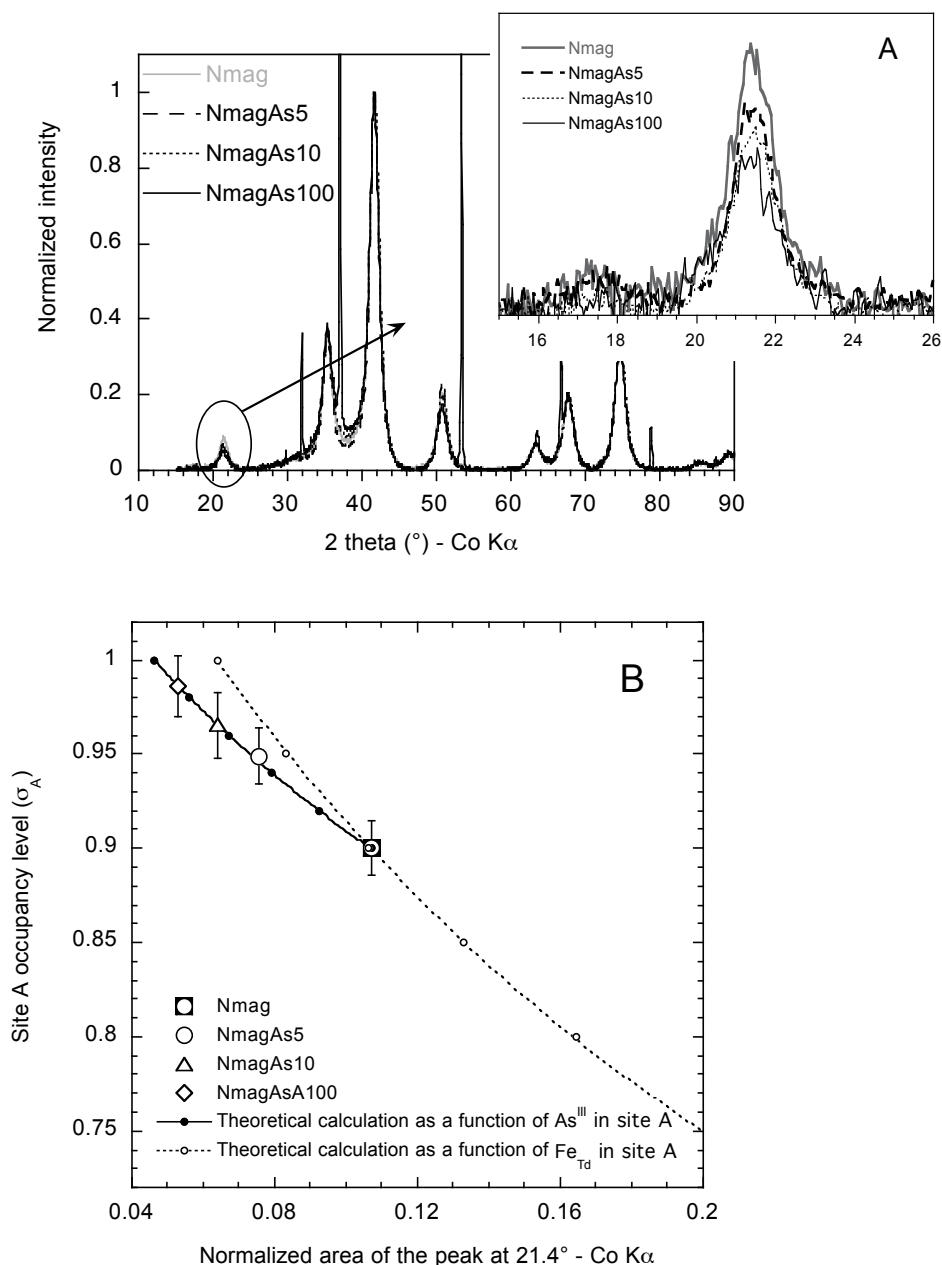 A
Nmag
NmagAs5
NmagAs10
NmagAs100
16 18 20 22 24 26
Nmag
NmagAs5
NmagAs10
NmagAs100
Normalized intensity
1
0.8
0.6
0.4
0.2
0
10 20 30 40 50 60 70 80 90
2 theta (°) - Co Kα
B
Site A occupancy level (σA)
1
0.95
0.9
0.85
0.8
0.75
Nmag
NmagAs5
NmagAs10
NmagAsA100
Theoretical calculation as a function of AsIII in site A
Theoretical calculation as a function of FeTd in site A
0.04 0.08 0.12 0.16 0.2
Normalized area of the peak at 21.4° - Co Kα